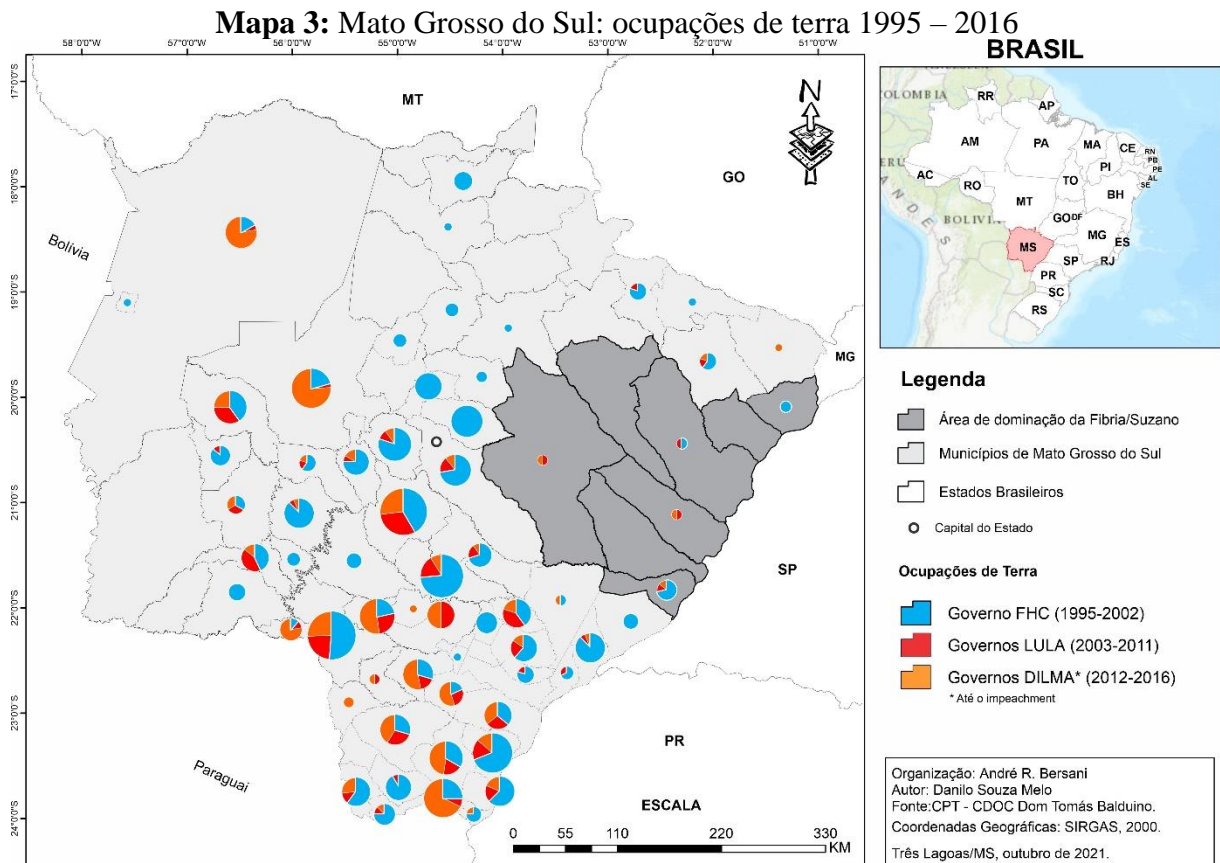 Mapa 3: Mato Grosso do Sul: ocupações de terra 1995 – 2016
58°0'0"W 57°0'0"W 56°0'0"W 55°0'0"W 54°0'0"W 53°0'0"W 52°0'0"W 51°0'0"W
17°0'0"S
18°0'0"S
19°0'0"S
20°0'0"S
21°0'0"S
22°0'0"S
23°0'0"S
24°0'0"S
MT
N
GO
Bolívia
MG
SP
PR
Paraguai
ESCALA
0 55 110 220 330
KM
BRASIL
COLOMBIA
RR
AP
AM
PA
MA
CE
RN
PB
PE
AL
SE
PI
AC
RO
TO
BH
MT
GO
DF
BOLIVIA
ANDES
MG
ES
MS
SP
RJ
PR
SC
RS
Legenda
Área de dominação da Fibria/Suzano
Municípios de Mato Grosso do Sul
Estados Brasileiros
Capital do Estado
Ocupações de Terra
Governo FHC (1995-2002)
Governos LULA (2003-2011)
Governos DILMA* (2012-2016)
* Até o impeachment
Organização: André R. Bersani
Autor: Danilo Souza Melo
Fonte:CPT - CDOC Dom Tomás Balduino.
Coordenadas Geográficas: SIRGAS, 2000.
Três Lagoas/MS, outubro de 2021.